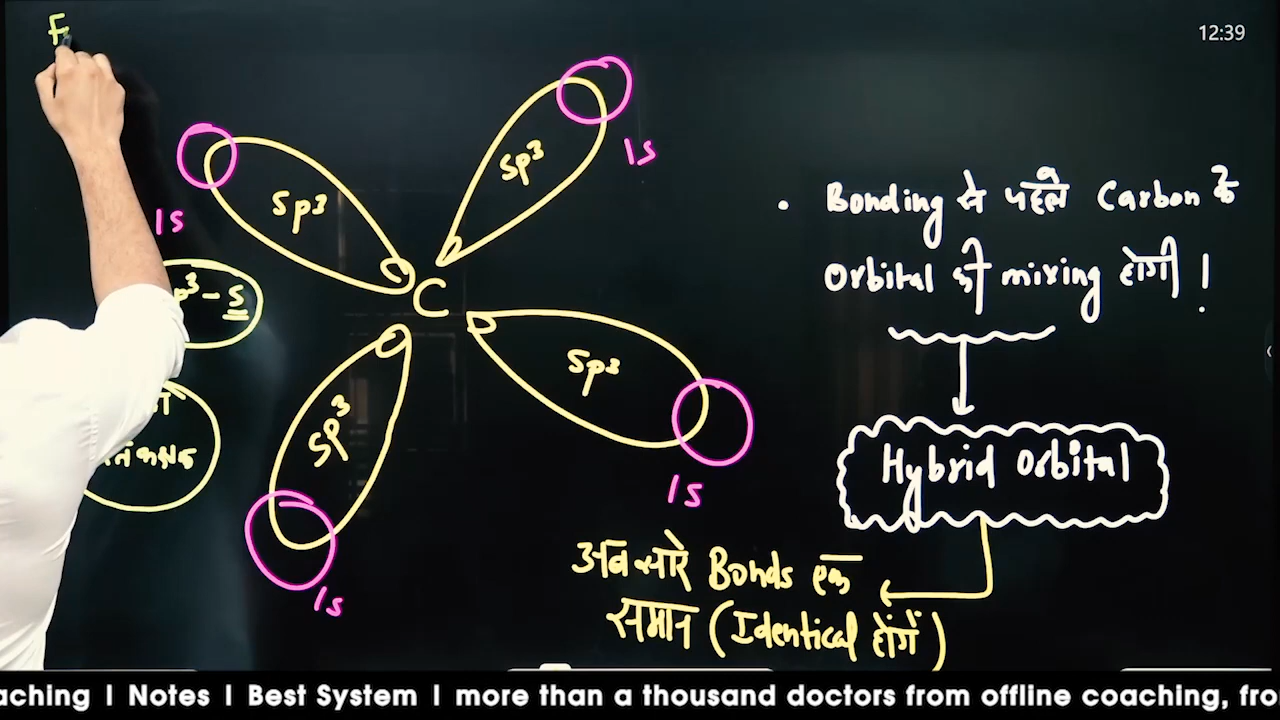 F
12:39
Sp³
1s
Sp³
1s
• Bonding से पहले Carbon के
Orbital की mixing होगी !
p³ - s
C
Sp³
1s
Sp³
1s
Hybrid Orbital
अब सारे Bonds एक
समान (Identical होंगें)
aching | Notes | Best System | more than a thousand doctors from offline coaching, fro